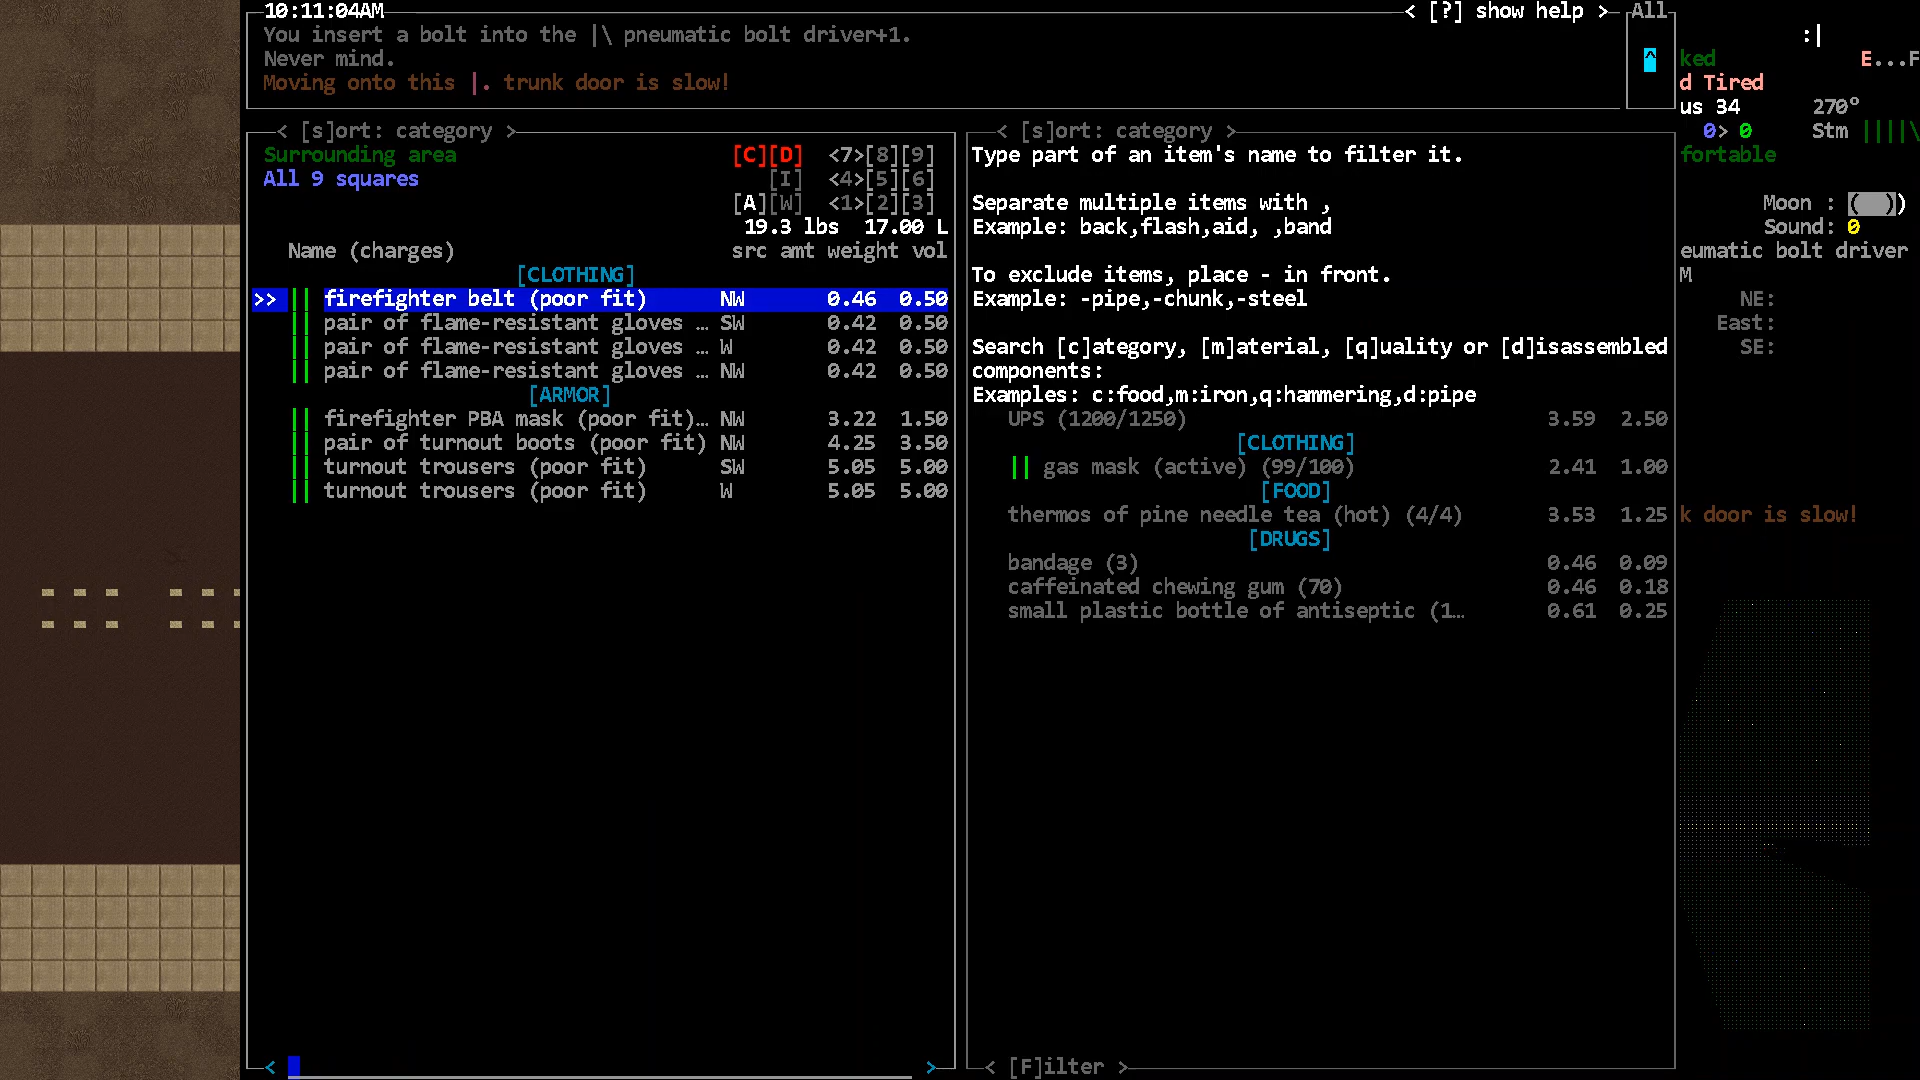 10:11:04AM < [?] show help > All
You insert a bolt into the |\ pneumatic bolt driver+1.
Never mind.
Moving onto this |. trunk door is slow!
^
:|
ked E...F
d Tired
us 34 270°
0> 0 Stm ||||\
fortable
Moon : (   ))
Sound: 0
eumatic bolt driver
M
NE:
East:
SE:
k door is slow!
< [s]ort: category >
Surrounding area [C][D] <7>[8][9]
All 9 squares [I] <4>[5][6]
[A][W] <1>[2][3]
19.3 lbs 17.00 L
Name (charges) src amt weight vol
[CLOTHING]
>> || firefighter belt (poor fit) NW 0.46 0.50
|| pair of flame-resistant gloves … SW 0.42 0.50
|| pair of flame-resistant gloves … W 0.42 0.50
|| pair of flame-resistant gloves … NW 0.42 0.50
[ARMOR]
|| firefighter PBA mask (poor fit)… NW 3.22 1.50
|| pair of turnout boots (poor fit) NW 4.25 3.50
|| turnout trousers (poor fit) SW 5.05 5.00
|| turnout trousers (poor fit) W 5.05 5.00
< >
< [s]ort: category >
Type part of an item's name to filter it.
Separate multiple items with ,
Example: back,flash,aid, ,band
To exclude items, place - in front.
Example: -pipe,-chunk,-steel
Search [c]ategory, [m]aterial, [q]uality or [d]isassembled
components:
Examples: c:food,m:iron,q:hammering,d:pipe
UPS (1200/1250) 3.59 2.50
[CLOTHING]
|| gas mask (active) (99/100) 2.41 1.00
[FOOD]
thermos of pine needle tea (hot) (4/4) 3.53 1.25
[DRUGS]
bandage (3) 0.46 0.09
caffeinated chewing gum (70) 0.46 0.18
small plastic bottle of antiseptic (1… 0.61 0.25
< [F]ilter >